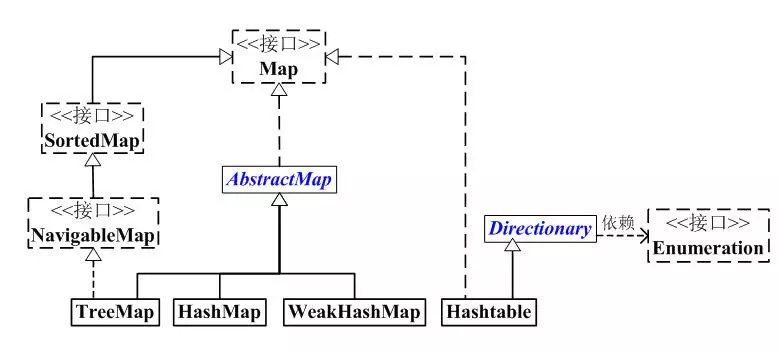 <<接口>>
Map
<<接口>>
SortedMap
AbstractMap
<<接口>>
NavigableMap
Directionary
依赖
<<接口>>
Enumeration
TreeMap
HashMap
WeakHashMap
Hashtable